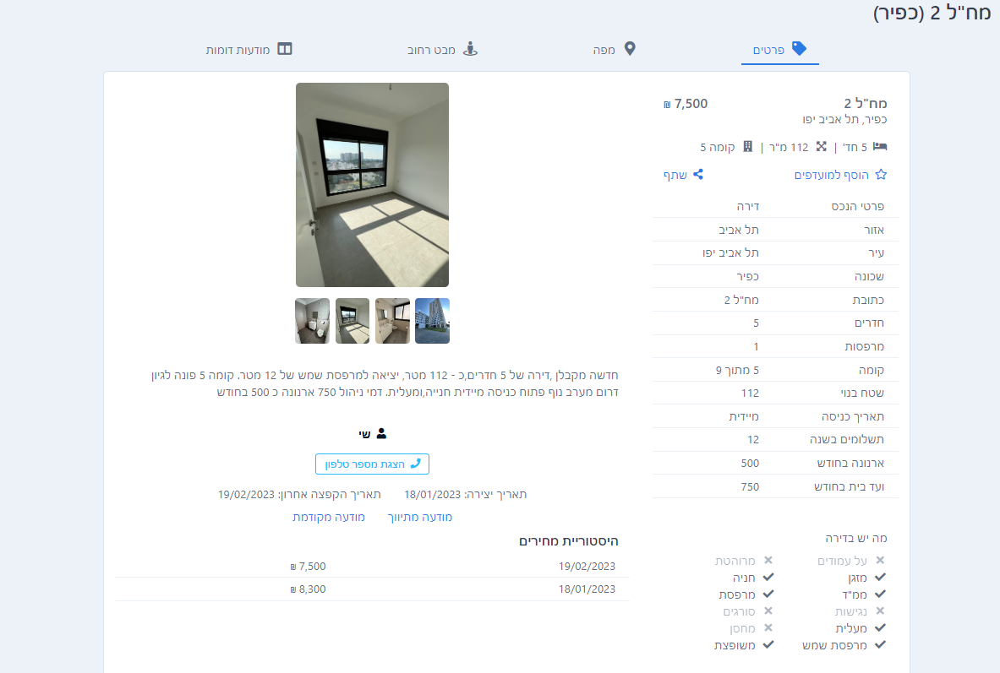 מח"ל 2 (כפיר)
פרטים
מפה
מבט רחוב
מודעות דומות
מח"ל 2
7,500 ₪
כפיר, תל אביב יפו
5 חד' | 112 מ"ר | קומה 5
הוסף למועדפים
שתף
פרטי הנכס דירה
אזור תל אביב
עיר תל אביב יפו
שכונה כפיר
כתובת מח"ל 2
חדרים 5
מרפסות 1
קומה 5 מתוך 9
שטח בנוי 112
תאריך כניסה מיידית
תשלומים בשנה 12
ארנונה בחודש 500
ועד בית בחודש 750
מה יש בדירה
על עמודים מרוהטת
מזגן חניה
ממ"ד מרפסת
נגישות סורגים
מעלית מחסן
מרפסת שמש משופצת
חדשה מקבלן ,דירה של 5 חדרים,כ - 112 מטר, יציאה למרפסת שמש של 12 מטר. קומה 5 פונה לגיון
דרום מערב נוף פתוח כניסה מיידית חנייה,ומעלית. דמי ניהול 750 ארנונה כ 500 בחודש
שי
הצגת מספר טלפון
תאריך יצירה: 18/01/2023 תאריך הקפצה אחרון: 19/02/2023
מודעה מתיווך מודעה מקודמת
היסטוריית מחירים
19/02/2023 7,500 ₪
18/01/2023 8,300 ₪